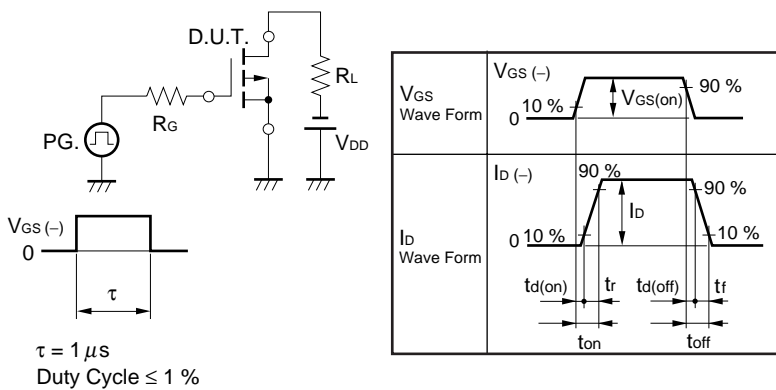 D.U.T.
RL
RG
PG.
VDD
VGS (−)
0
τ
τ = 1 μs
Duty Cycle ≤ 1 %
VGS
Wave Form
VGS (−)
10 %
0
VGS(on)
90 %
ID
Wave Form
ID (−)
90 %
90 %
ID
0 10 %
10 %
td(on) tr td(off) tf
ton toff